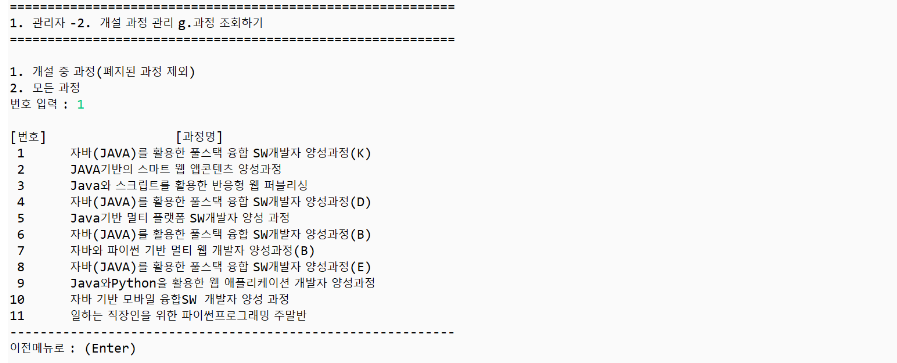 ===========================================================
1. 관리자 -2. 개설 과정 관리 g.과정 조회하기
===========================================================
1. 개설 중 과정(폐지된 과정 제외)
2. 모든 과정
번호 입력 : 1
[번호] [과정명]
1 자바(JAVA)를 활용한 풀스택 융합 SW개발자 양성과정(K)
2 JAVA기반의 스마트 웹 앱콘텐츠 양성과정
3 Java와 스크립트를 활용한 반응형 웹 퍼블리싱
4 자바(JAVA)를 활용한 풀스택 융합 SW개발자 양성과정(D)
5 Java기반 멀티 플랫폼 SW개발자 양성 과정
6 자바(JAVA)를 활용한 풀스택 융합 SW개발자 양성과정(B)
7 자바와 파이썬 기반 멀티 웹 개발자 양성과정(B)
8 자바(JAVA)를 활용한 풀스택 융합 SW개발자 양성과정(E)
9 Java와Python을 활용한 웹 애플리케이션 개발자 양성과정
10 자바 기반 모바일 융합SW 개발자 양성 과정
11 일하는 직장인을 위한 파이썬프로그래밍 주말반
-----------------------------------------------------------
이전메뉴로 : (Enter)